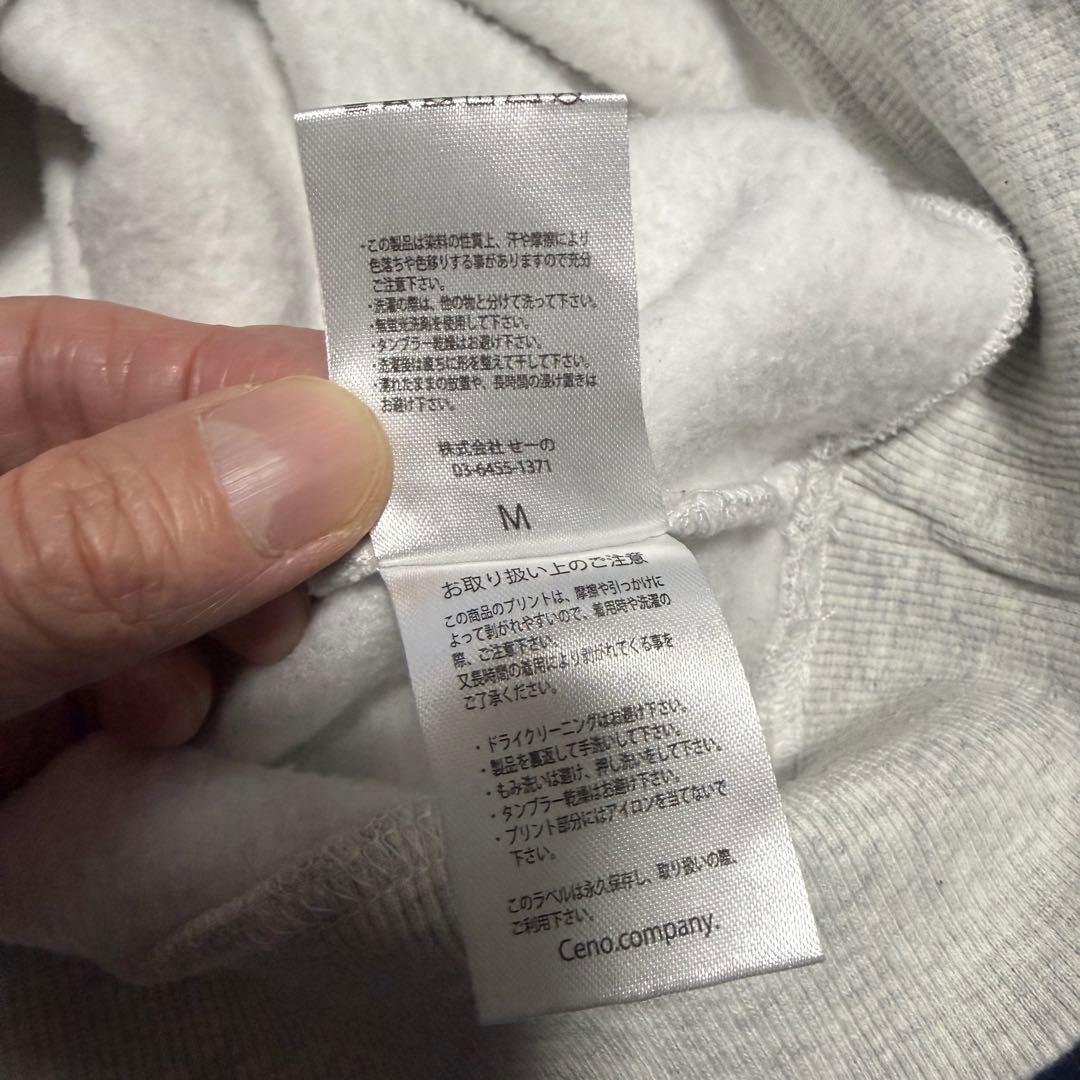 ・この製品は染料の性質上、汗や摩擦により
色落ちや色移りする事がありますので充分
ご注意下さい。
・洗濯の際は、他の物と分けて洗って下さい。
・無蛍光洗剤を使用して下さい。
・タンブラー乾燥はお避け下さい。
・洗濯後は直ちに形を整えて干して下さい。
・濡れたままの放置や、長時間の浸け置きは
お避け下さい。
株式会社せーの
03-6455-1371
M
お取り扱い上のご注意
この商品のプリントは、摩擦や引っかけに
よって剥がれやすいので、着用時や洗濯の
際、ご注意下さい。
又長時間の着用により剥がれてくる事を
ご了承ください。
・ドライクリーニングはお避け下さい。
・製品を裏返して手洗いして下さい。
・もみ洗いは避け、押し洗いをして下さい。
・タンブラー乾燥はお避け下さい。
・プリント部分にはアイロンを当てないで
下さい。
このラベルは永久保存し、取り扱いの際、
ご利用下さい。
Ceno.company.